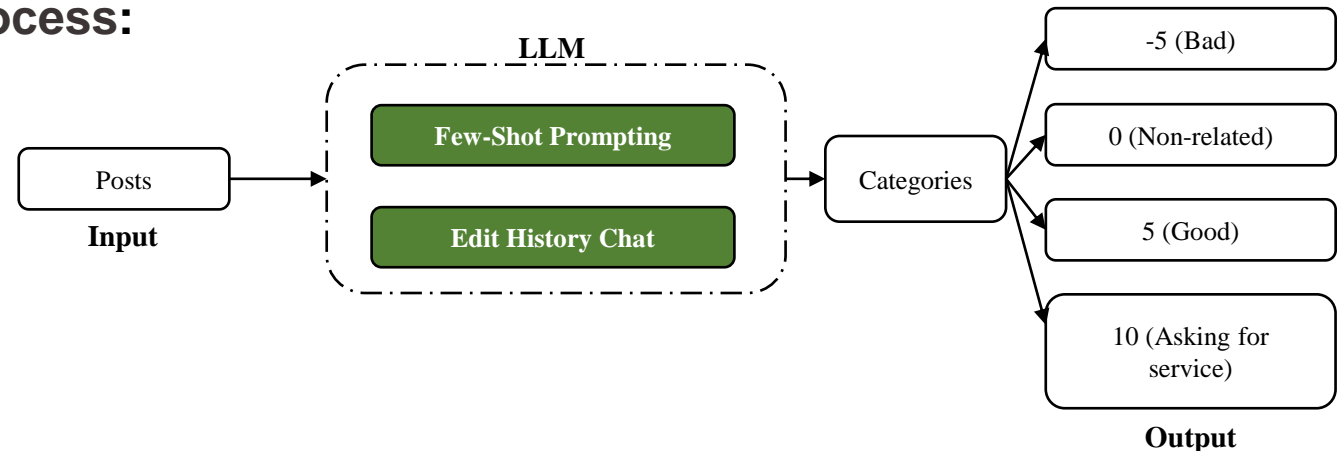 ocess:
LLM
Few-Shot Prompting
Edit History Chat
Posts
Input
Categories
-5 (Bad)
0 (Non-related)
5 (Good)
10 (Asking for
service)
Output